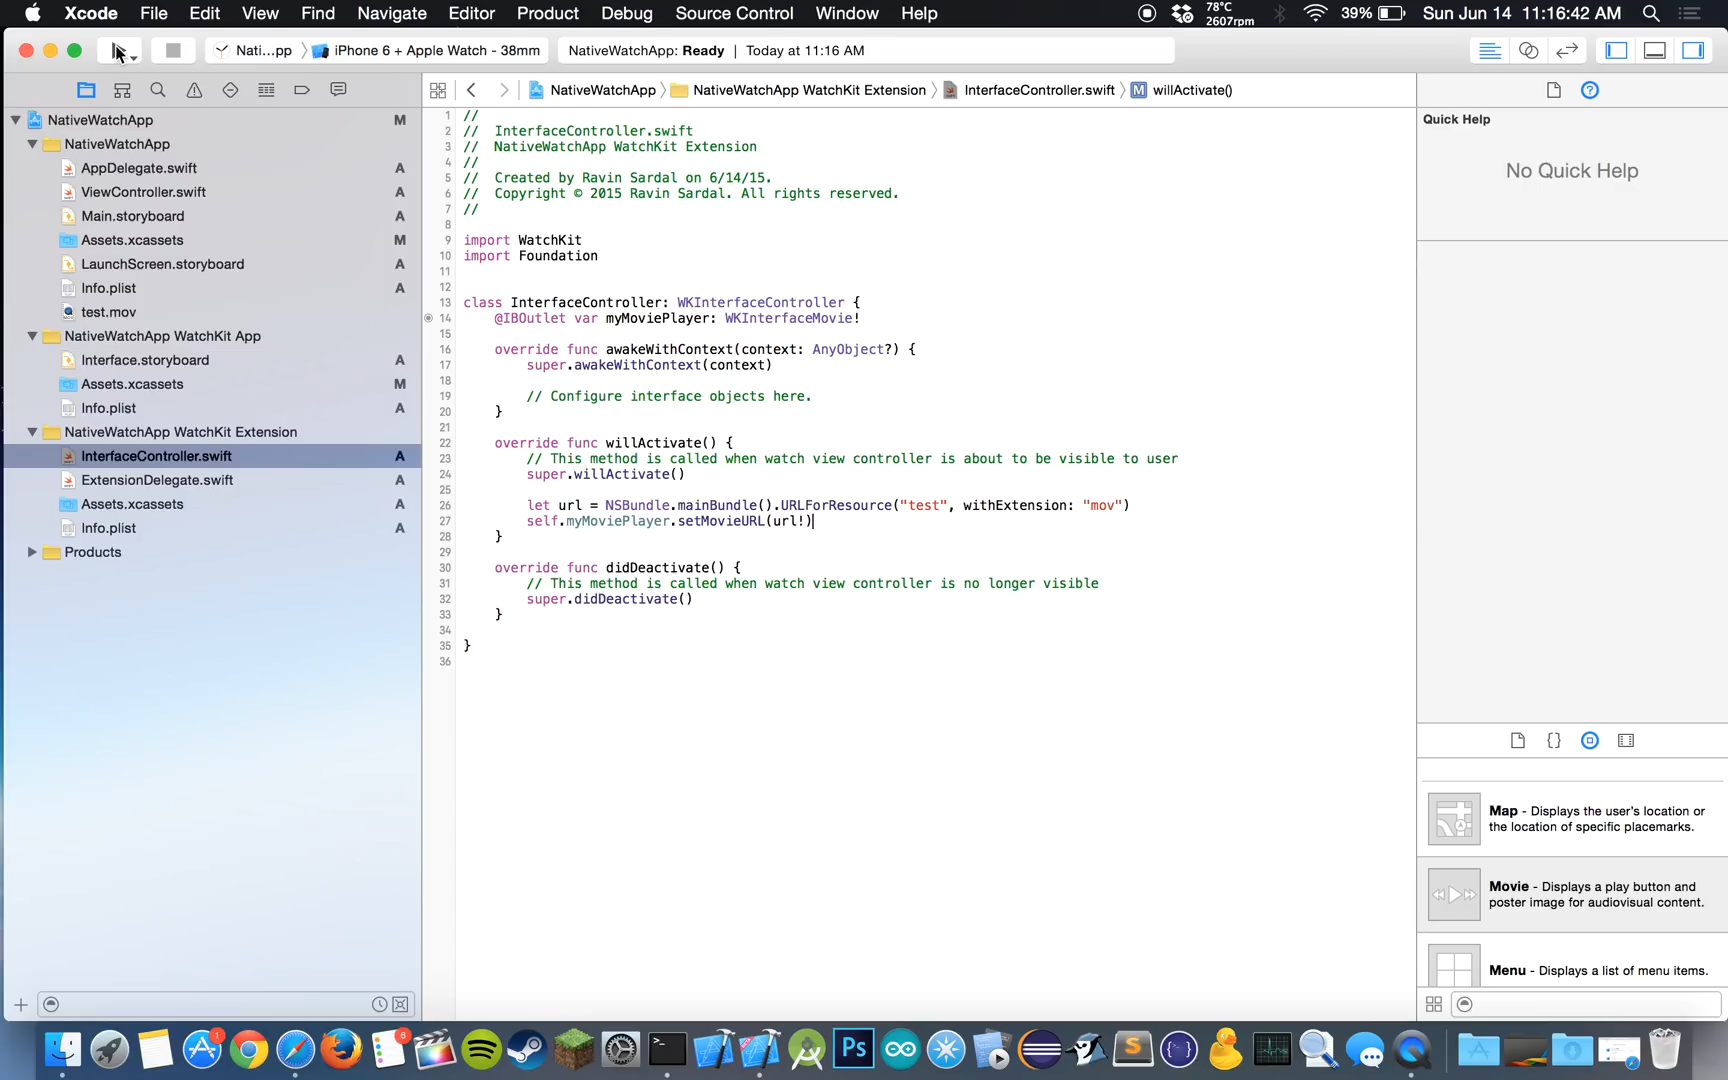 Xcode File Edit View Find Navigate Editor Product Debug Source Control Window Help 78°C 2607rpm 39% Sun Jun 14 11:16:42 AM
Nati...pp iPhone 6 + Apple Watch - 38mm NativeWatchApp: Ready | Today at 11:16 AM
NativeWatchApp NativeWatchApp WatchKit Extension InterfaceController.swift M willActivate()
NativeWatchApp M
NativeWatchApp
AppDelegate.swift A
ViewController.swift A
Main.storyboard A
Assets.xcassets M
LaunchScreen.storyboard A
Info.plist A
test.mov
NativeWatchApp WatchKit App
Interface.storyboard A
Assets.xcassets M
Info.plist A
NativeWatchApp WatchKit Extension
InterfaceController.swift A
ExtensionDelegate.swift A
Assets.xcassets A
Info.plist A
Products
1 //
2 // InterfaceController.swift
3 // NativeWatchApp WatchKit Extension
4 //
5 // Created by Ravin Sardal on 6/14/15.
6 // Copyright © 2015 Ravin Sardal. All rights reserved.
7 //
8
9 import WatchKit
10 import Foundation
11
12
13 class InterfaceController: WKInterfaceController {
14 @IBOutlet var myMoviePlayer: WKInterfaceMovie!
15
16 override func awakeWithContext(context: AnyObject?) {
17 super.awakeWithContext(context)
18
19 // Configure interface objects here.
20 }
21
22 override func willActivate() {
23 // This method is called when watch view controller is about to be visible to user
24 super.willActivate()
25
26 let url = NSBundle.mainBundle().URLForResource("test", withExtension: "mov")
27 self.myMoviePlayer.setMovieURL(url!)
28 }
29
30 override func didDeactivate() {
31 // This method is called when watch view controller is no longer visible
32 super.didDeactivate()
33 }
34
35 }
36
Quick Help
No Quick Help
{}
Map - Displays the user's location or
the location of specific placemarks.
Movie - Displays a play button and
poster image for audiovisual content.
Menu - Displays a list of menu items.
1
6
Ps
S